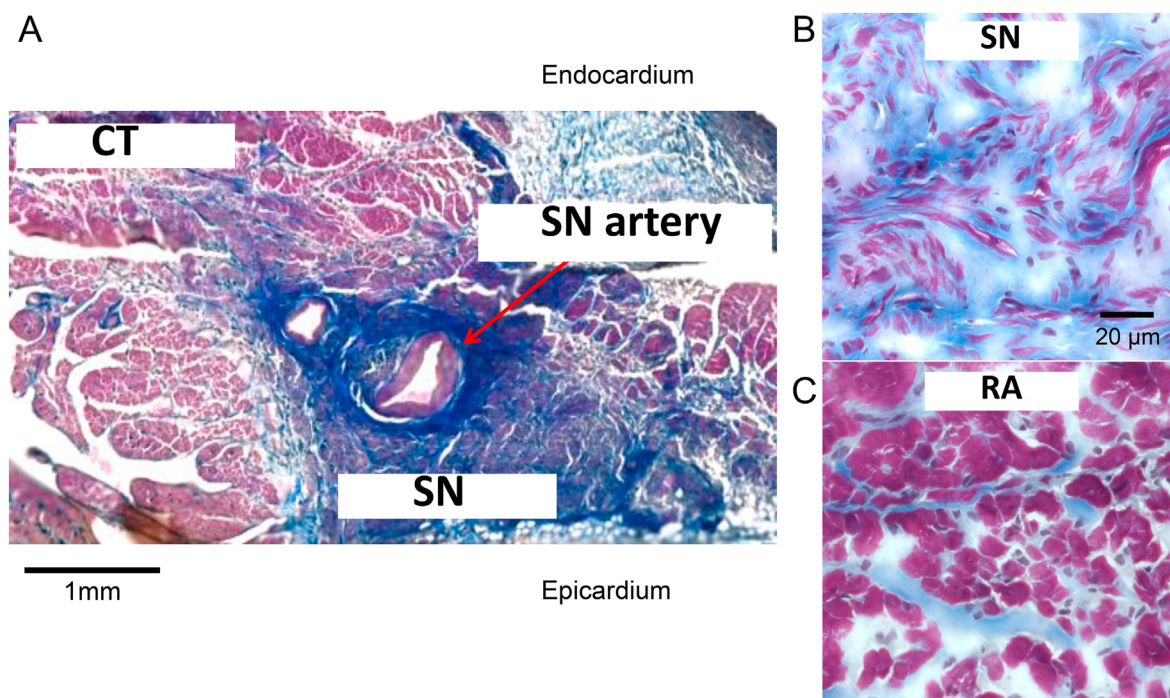 A
Endocardium
CT
SN artery
SN
1mm
Epicardium
B
SN
20 µm
C
RA